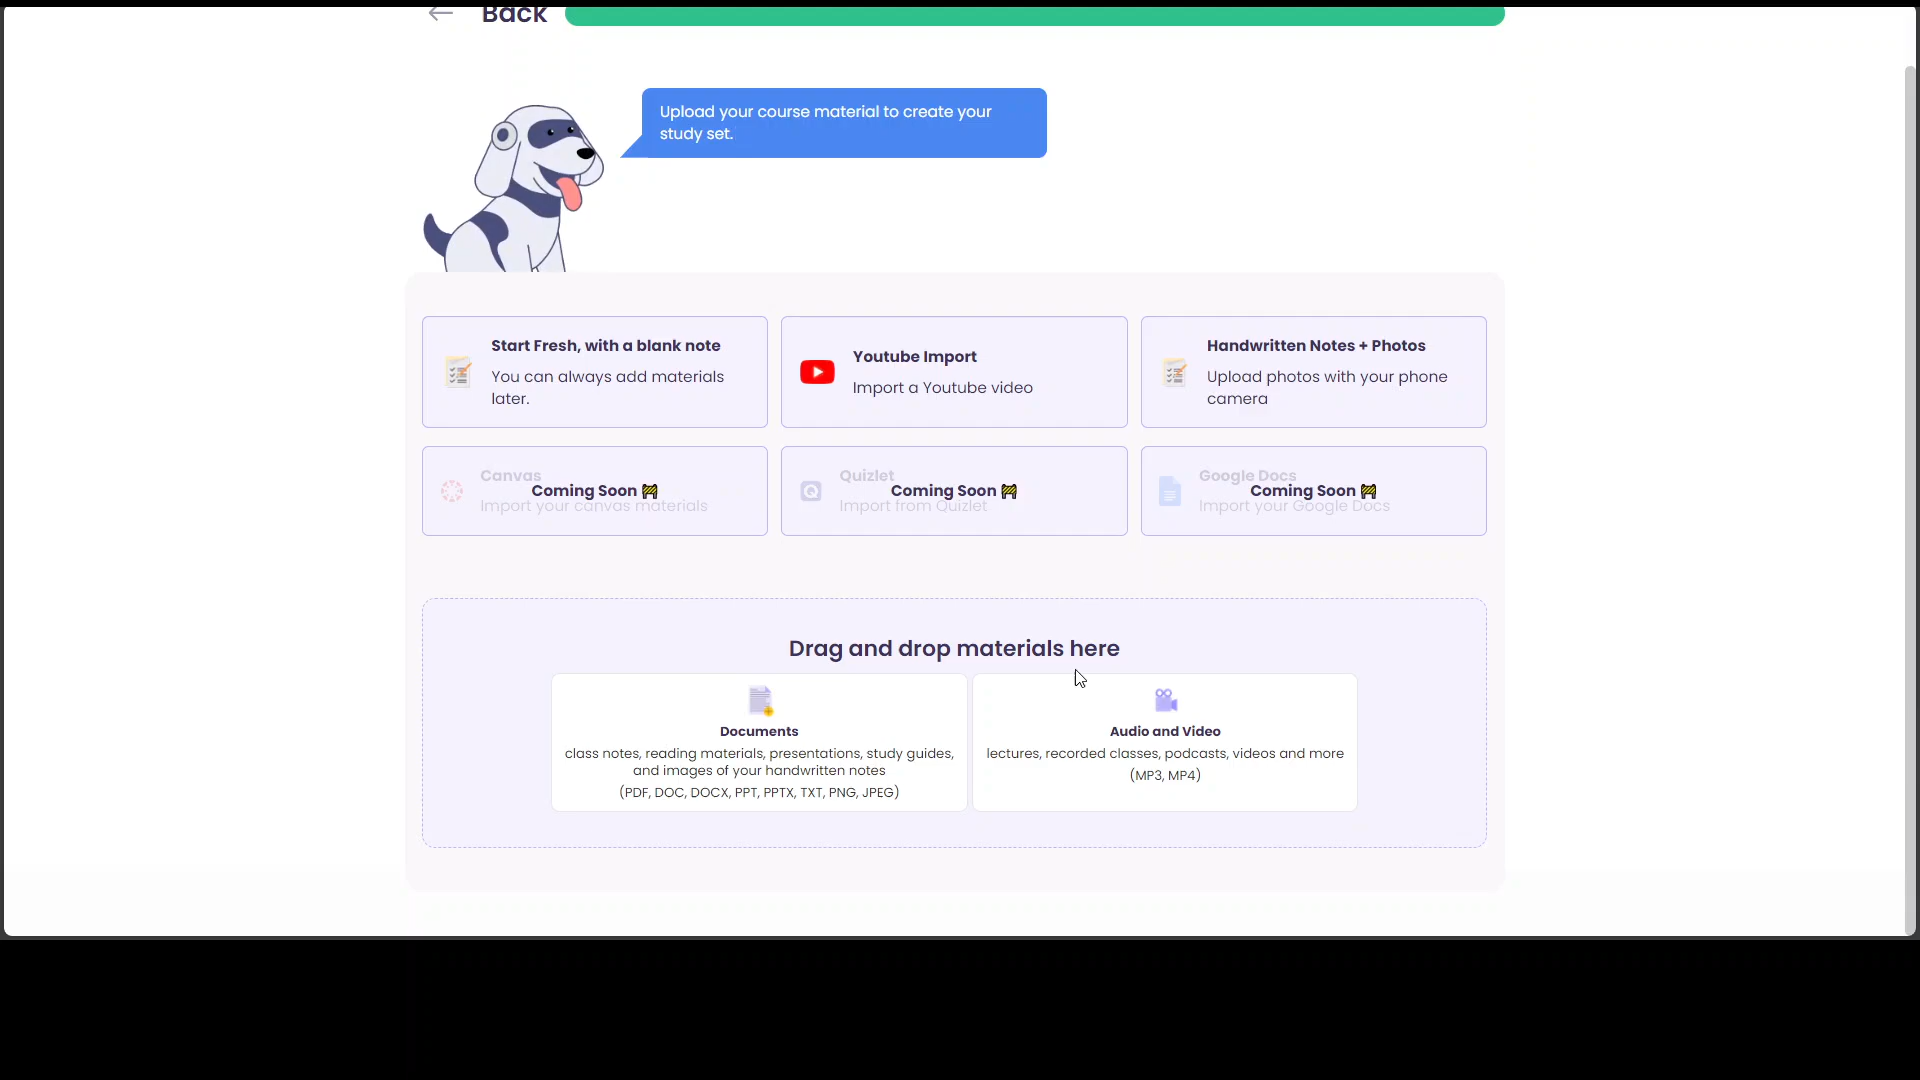 Back
Upload your course material to create your
study set.
Start Fresh, with a blank note
You can always add materials
later.
Youtube Import
Import a Youtube video
Handwritten Notes + Photos
Upload photos with your phone
camera
Canvas
Coming Soon 🚧
Import your canvas materials
Quizlet
Coming Soon 🚧
Import from Quizlet
Google Docs
Coming Soon 🚧
Import your Google Docs
Drag and drop materials here
Documents
class notes, reading materials, presentations, study guides,
and images of your handwritten notes
(PDF, DOC, DOCX, PPT, PPTX, TXT, PNG, JPEG)
Audio and Video
lectures, recorded classes, podcasts, videos and more
(MP3, MP4)